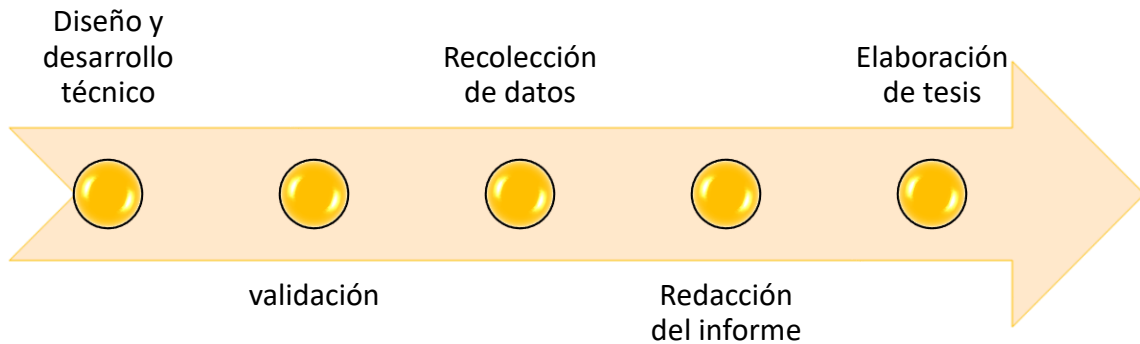 Diseño y
desarrollo
técnico
validación
Recolección
de datos
Redacción
del informe
Elaboración
de tesis